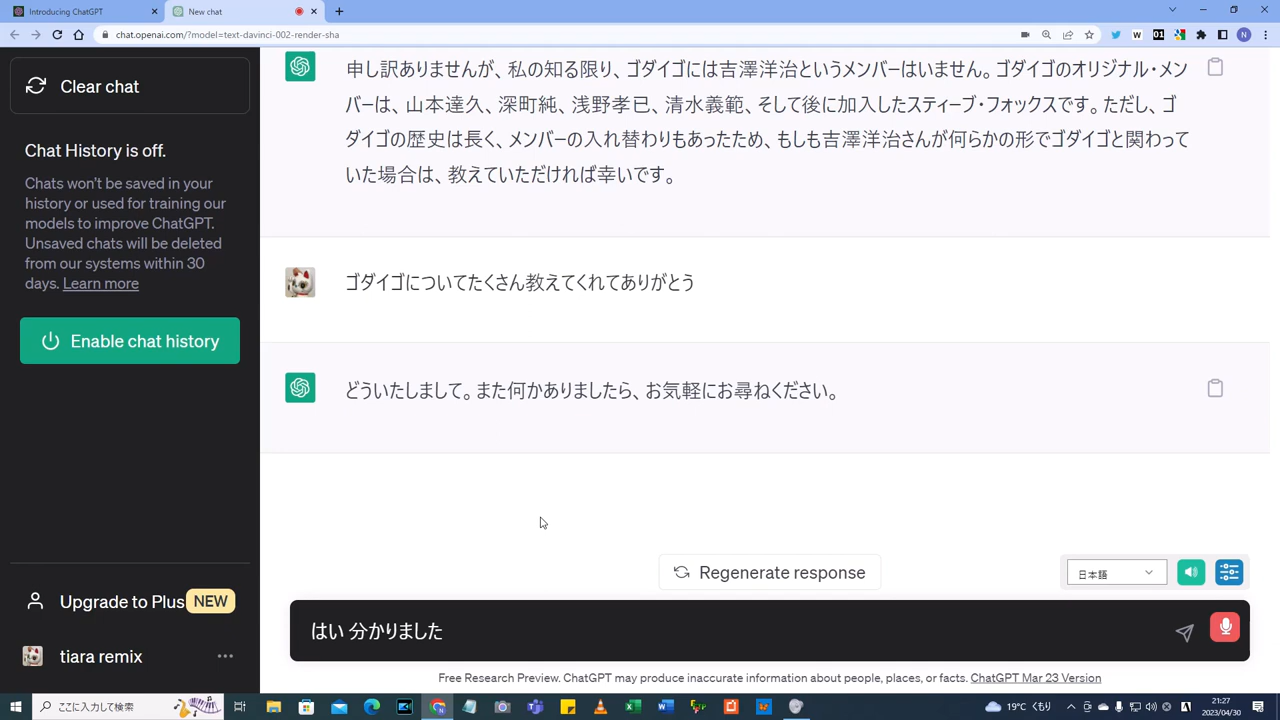 Introducing ChatGPT
New chat
chat.openai.com/?model=text-davinci-002-render-sha
Clear chat
Chat History is off.
Chats won't be saved in your
history or used for training our
models to improve ChatGPT.
Unsaved chats will be deleted
from our systems within 30
days. Learn more
Enable chat history
Upgrade to Plus NEW
tiara remix
申し訳ありませんが、私の知る限り、ゴダイゴには吉澤洋治というメンバーはいません。ゴダイゴのオリジナル・メン
バーは、山本達久、深町純、浅野孝已、清水義範、そして後に加入したスティーブ・フォックスです。ただし、ゴ
ダイゴの歴史は長く、メンバーの入れ替わりもあったため、もしも吉澤洋治さんが何らかの形でゴダイゴと関わって
いた場合は、教えていただければ幸いです。
ゴダイゴについてたくさん教えてくれてありがとう
どういたしまして。また何かありましたら、お気軽にお尋ねください。
Regenerate response
日本語
はい 分かりました
Free Research Preview. ChatGPT may produce inaccurate information about people, places, or facts. ChatGPT Mar 23 Version
ここに入力して検索
19℃ くもり
21:27
2023/04/30